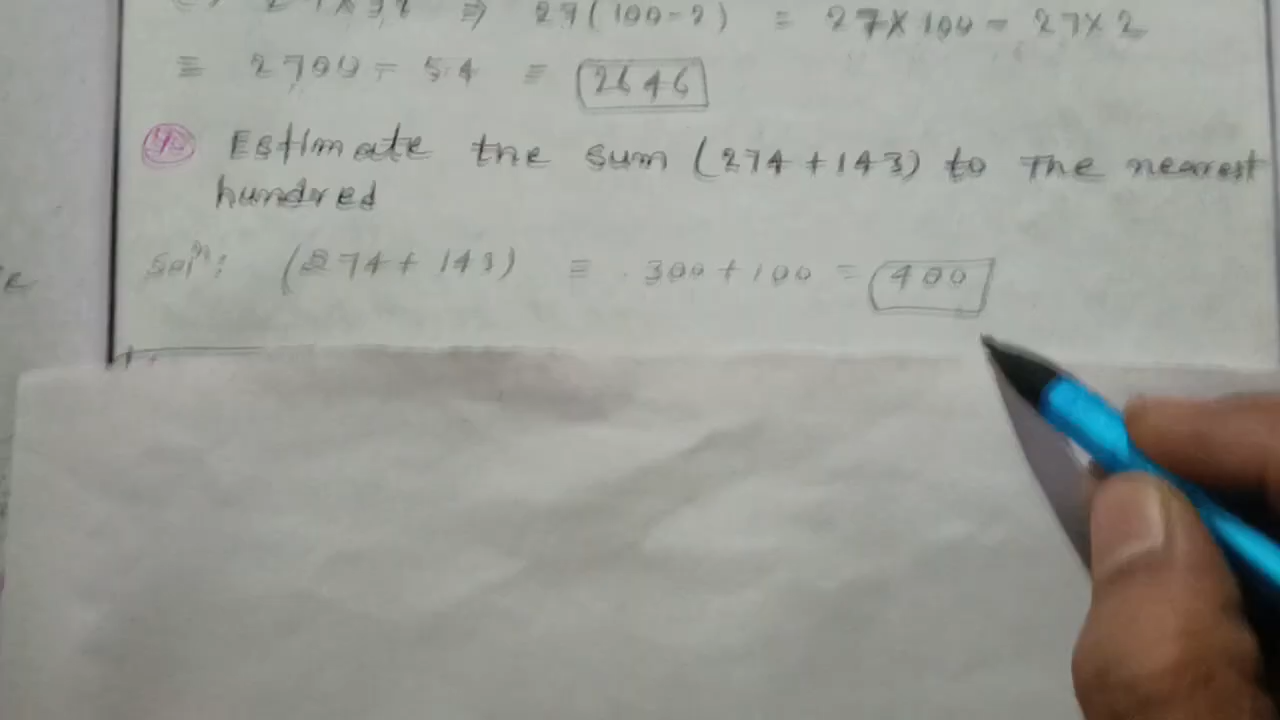 ⇒ 27(100-2) = 27×100 - 27×2
= 2700 - 54 = 2646
4. Estimate the sum (274+143) to The nearest
hundred
Solⁿ: (274+143) = 300+100 = 400